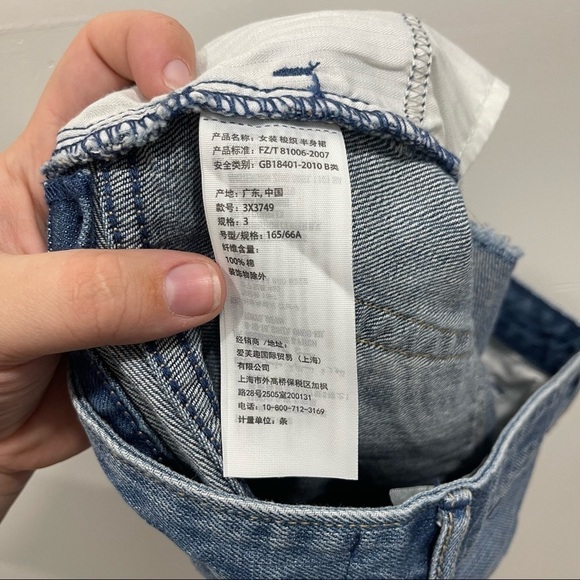 产品名称：女装 梭织 半身裙
产品标准：FZ/T 81006-2007
安全类别：GB18401-2010 B类
产地：广东, 中国
款号：3X3749
规格：3
号型/规格：165/66A
纤维含量：
100% 棉
装饰物除外
经销商 /地址：
爱芙趣国际贸易（上海）
有限公司
上海市外高桥保税区加枫
路28号2505室200131
电话：10-800-712-3169
计量单位：条